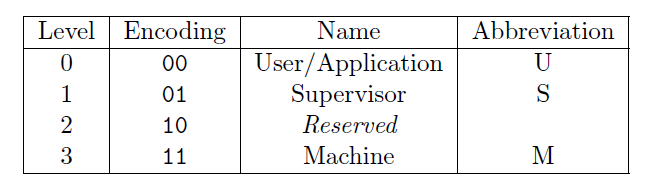 Level Encoding Name Abbreviation
0 00 User/Application U
1 01 Supervisor S
2 10 Reserved
3 11 Machine M